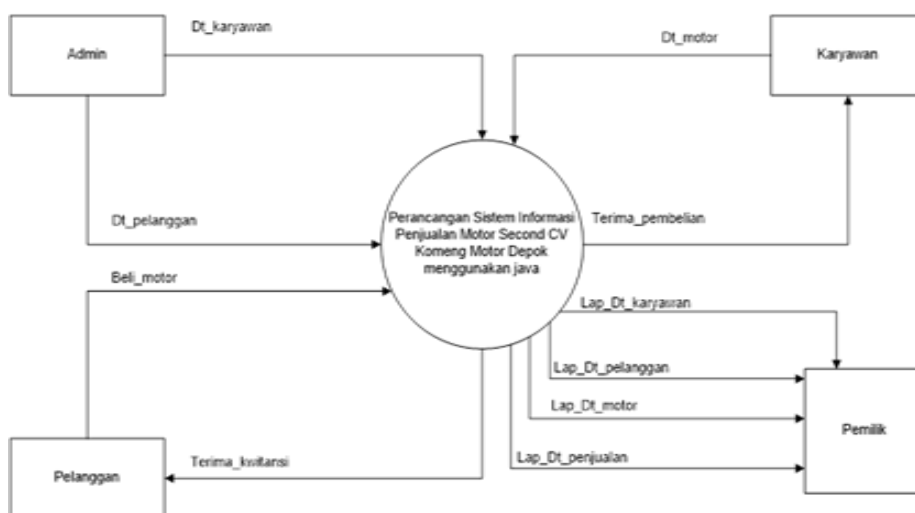 Dt_karyawan
Dt_motor
Admin
Karyawan
Dt_pelanggan
Perancangan Sistem Informasi
Penjualan Motor Second CV
Komeng Motor Depok
menggunakan java
Terima_pembelian
Beli_motor
Lap_Dt_karyawan
Lap_Dt_pelanggan
Lap_Dt_motor
Pemilik
Terima_kwitansi
Lap_Dt_penjualan
Pelanggan